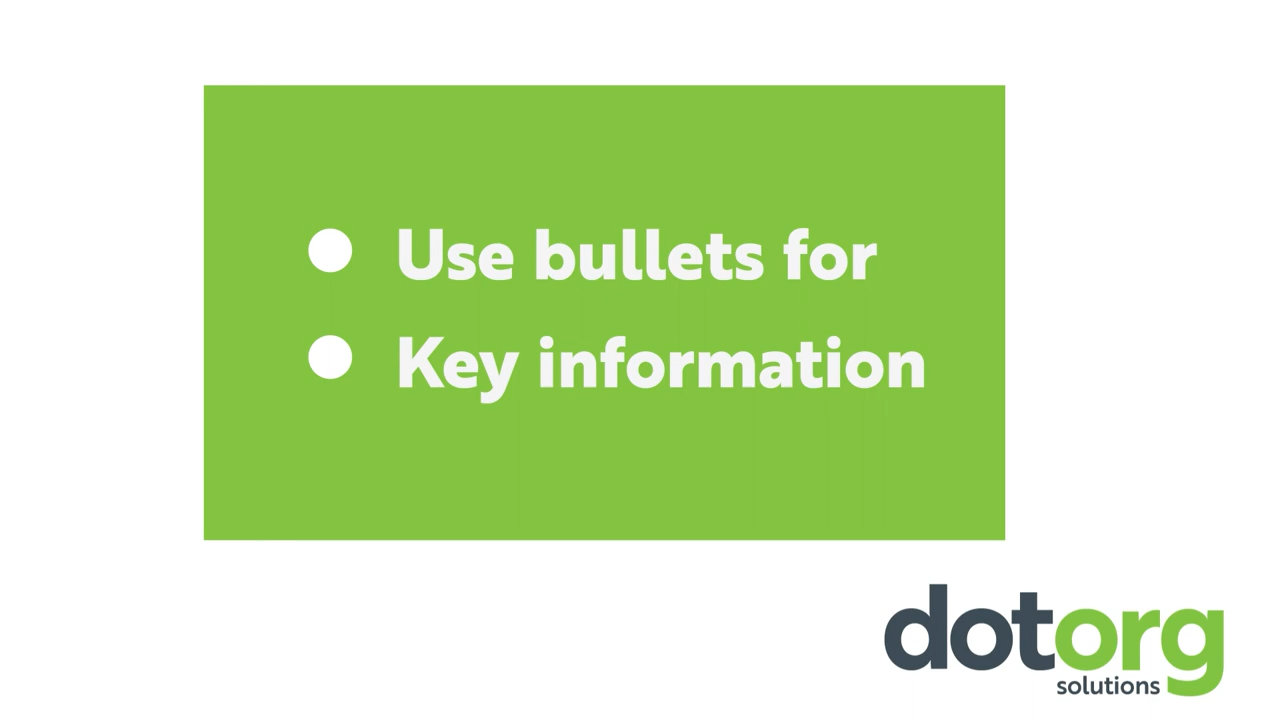 ● Use bullets for
● Key information
dotorg
solutions